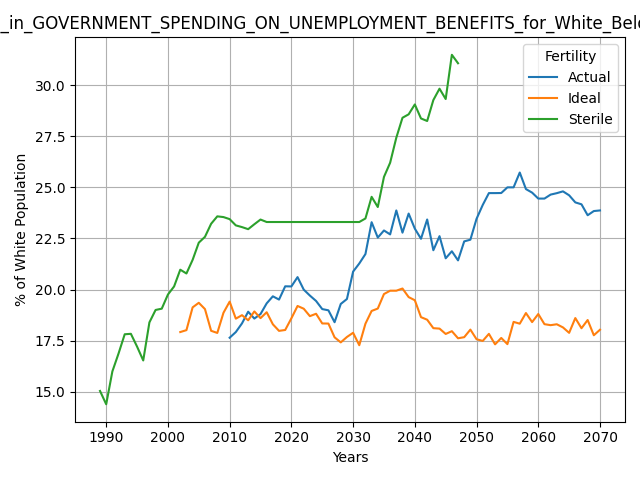 _in_GOVERNMENT_SPENDING_ON_UNEMPLOYMENT_BENEFITS_for_White_Belo
Fertility
Actual
Ideal
Sterile
% of White Population
30.0
27.5
25.0
22.5
20.0
17.5
15.0
1990 2000 2010 2020 2030 2040 2050 2060 2070
Years